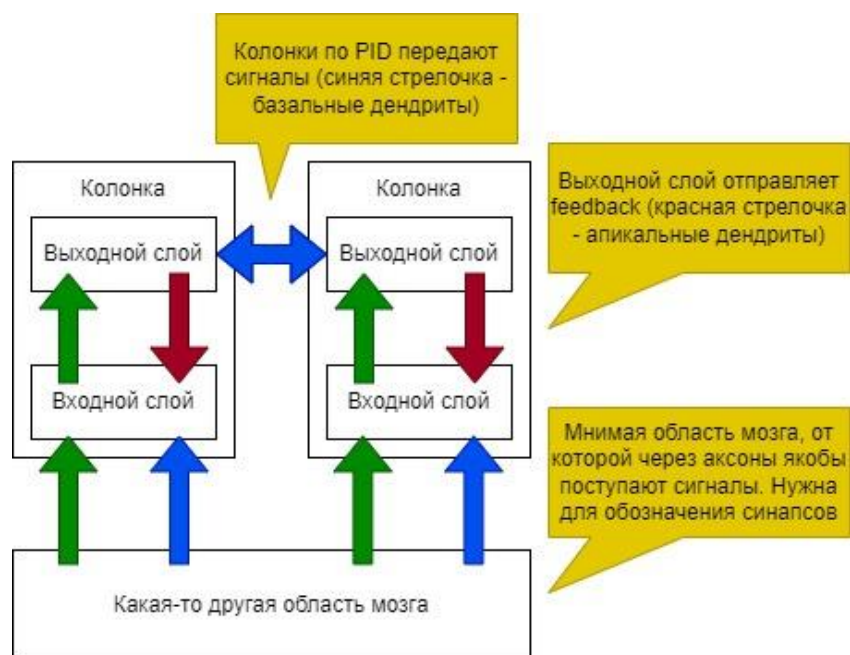 Колонки по PID передают
сигналы (синяя стрелочка -
базальные дендриты)
Колонка
Колонка
Выходной слой отправляет
feedback (красная стрелочка
- апикальные дендриты)
Выходной слой
Выходной слой
Входной слой
Входной слой
Мнимая область мозга, от
которой через аксоны якобы
поступают сигналы. Нужна
для обозначения синапсов
Какая-то другая область мозга